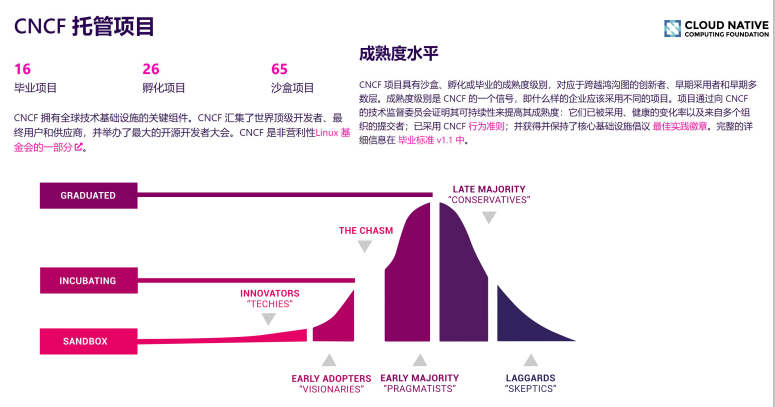 CNCF 托管项目
CLOUD NATIVE
COMPUTING FOUNDATION
16
26
65
毕业项目
孵化项目
沙盒项目
CNCF 拥有全球技术基础设施的关键组件。CNCF 汇集了世界顶级开发者、最
终用户和供应商，并举办了最大的开源开发者大会。CNCF 是非营利性Linux 基
金会的一部分。
成熟度水平
CNCF 项目具有沙盒、孵化或毕业的成熟度级别，对应于跨越鸿沟图的创新者、早期采用者和早期多
数层。成熟度级别是 CNCF 的一个信号，即什么样的企业应该采用不同的项目。项目通过向 CNCF
的技术监督委员会证明其可持续性来提高其成熟度：它们已被采用、健康的变化率以及来自多个组
织的提交者；已采用 CNCF 行为准则；并获得并保持了核心基础设施倡议 最佳实践徽章。完整的详
细信息在 毕业标准 v1.1 中。
GRADUATED
LATE MAJORITY
"CONSERVATIVES"
THE CHASM
INCUBATING
INNOVATORS
"TECHIES"
SANDBOX
EARLY ADOPTERS
"VISIONARIES"
EARLY MAJORITY
"PRAGMATISTS"
LAGGARDS
"SKEPTICS"